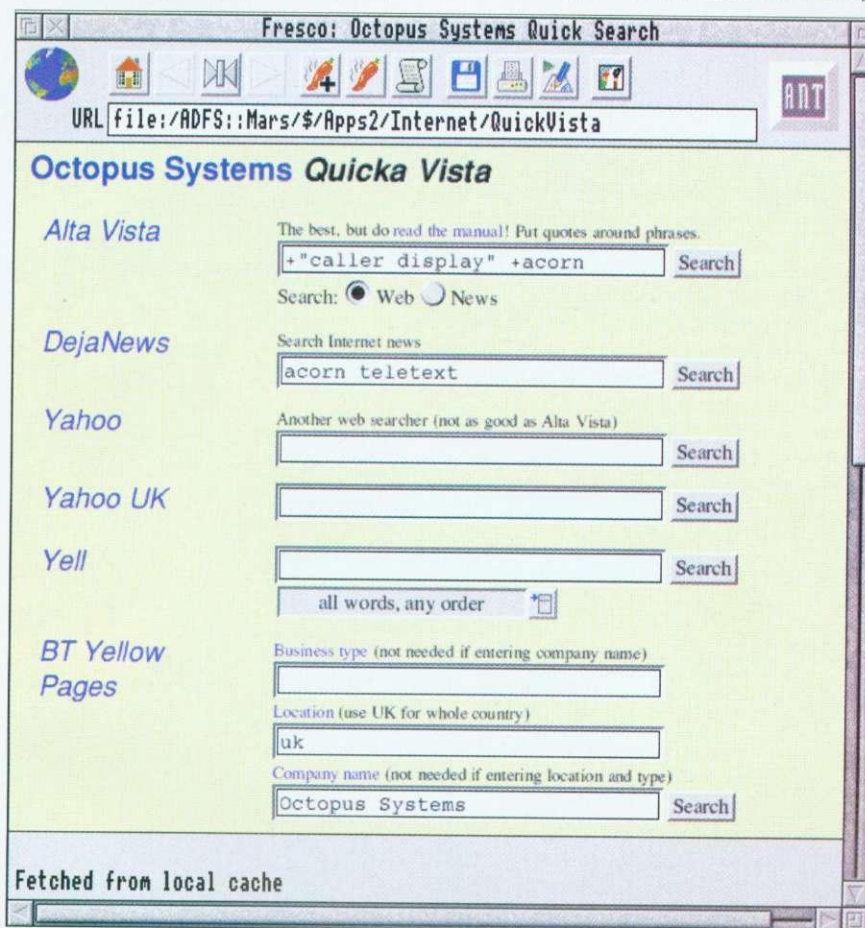 Fresco: Octopus Systems Quick Search
ANT
URL file:/ADFS::Mars/$/Apps2/Internet/QuickVista
Octopus Systems Quicka Vista
Alta Vista
The best, but do read the manual! Put quotes around phrases.
+"caller display" +acorn Search
Search: Web News
DejaNews
Search Internet news
acorn teletext Search
Yahoo
Another web searcher (not as good as Alta Vista)
Search
Yahoo UK
Search
Yell
Search
all words, any order
BT Yellow
Pages
Business type (not needed if entering company name)
Location (use UK for whole country)
uk
Company name (not needed if entering location and type)
Octopus Systems Search
Fetched from local cache